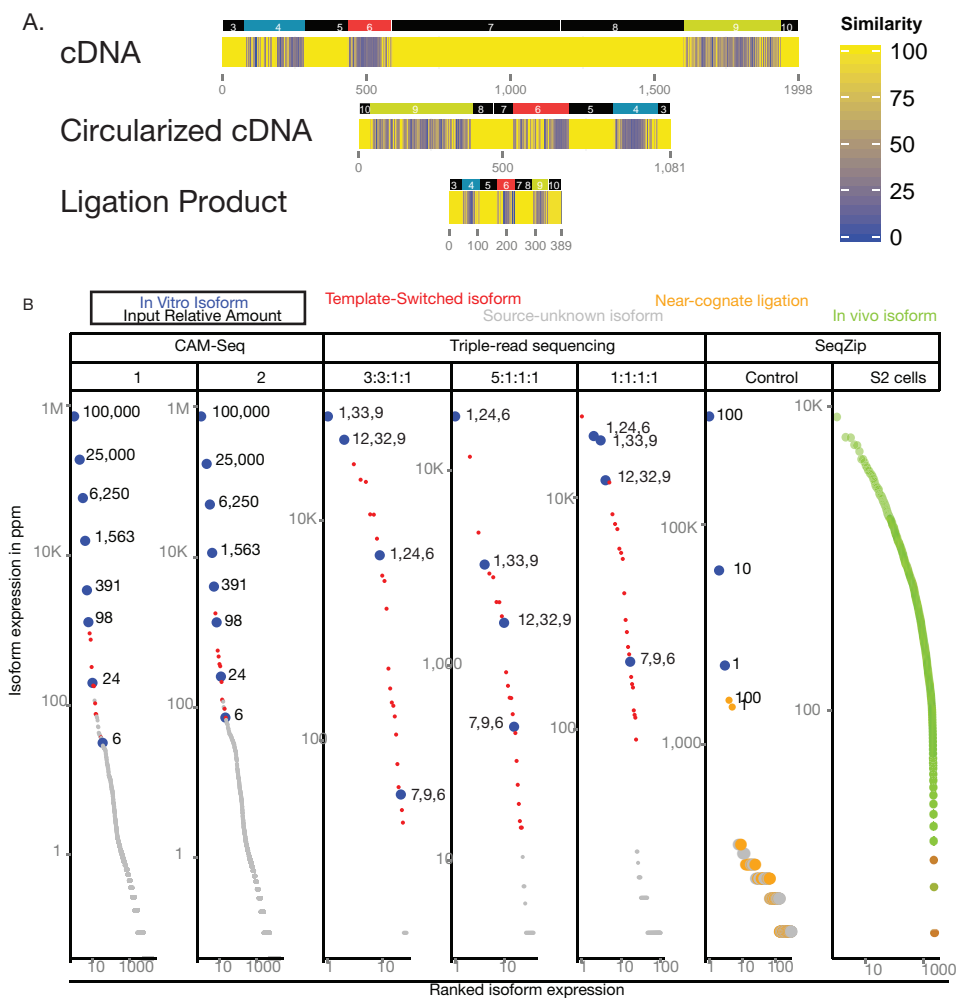 A.
3 4 5 6 7 8 9 10
cDNA
0 500 1,000 1,500 1998
10 9 8 7 6 5 4 3
Circularized cDNA
0 500 1,081
3 4 5 6 7 8 9 10
Ligation Product
0 100 200 300 389
Similarity
100
75
50
25
0
B
In Vitro Isoform
Input Relative Amount
Template-Switched isoform
Source-unknown isoform
Near-cognate ligation
In vivo isoform
CAM-Seq Triple-read sequencing SeqZip
1 2 3:3:1:1 5:1:1:1 1:1:1:1 Control S2 cells
Isoform expression in ppm
1M
10K
100
1
100,000
25,000
6,250
1,563
391
98
24
6
10 1000
1M
10K
100
1
100,000
25,000
6,250
1,563
391
98
24
6
10 1000
10K
100
1,33,9
12,32,9
1,24,6
7,9,6
1 10
10K
1,000
10
1,24,6
1,33,9
12,32,9
7,9,6
1 10
10K
100
1,24,6
1,33,9
12,32,9
7,9,6
1 10 100
100K
1,000
100
10
1
100
1
1 10 100
10K
100
10 1000
Ranked isoform expression